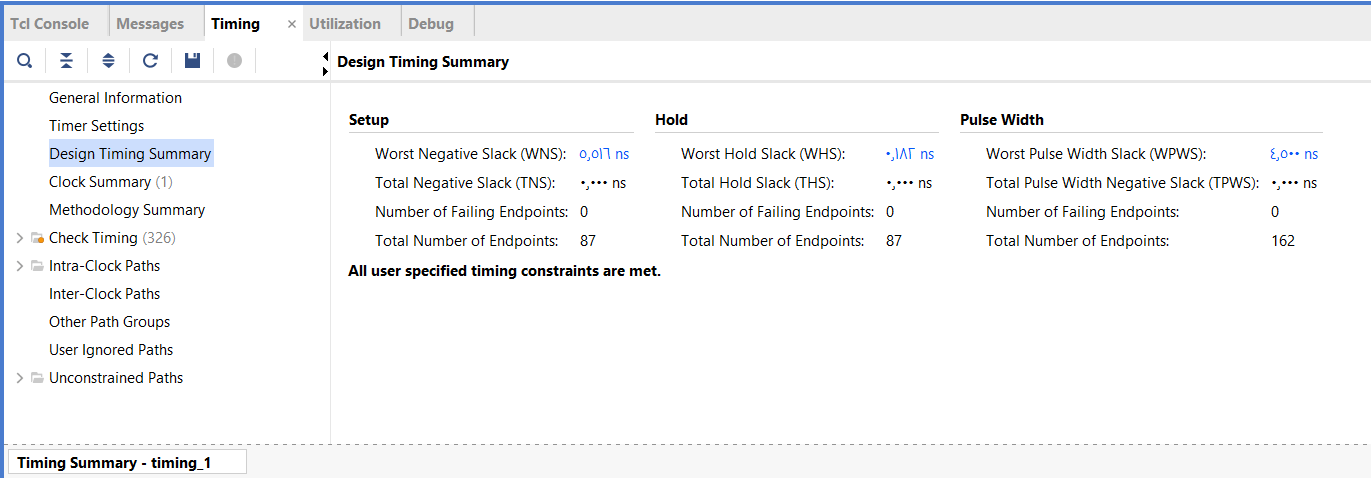 Tcl Console Messages Timing × Utilization Debug
Design Timing Summary
General Information
Timer Settings
Design Timing Summary
Clock Summary (1)
Methodology Summary
Check Timing (326)
Intra-Clock Paths
Inter-Clock Paths
Other Path Groups
User Ignored Paths
Unconstrained Paths
Setup
Worst Negative Slack (WNS): ٥٫٥١٦ ns
Total Negative Slack (TNS): ٠٫٠٠٠ ns
Number of Failing Endpoints: 0
Total Number of Endpoints: 87
Hold
Worst Hold Slack (WHS): ٠٫١٨٢ ns
Total Hold Slack (THS): ٠٫٠٠٠ ns
Number of Failing Endpoints: 0
Total Number of Endpoints: 87
Pulse Width
Worst Pulse Width Slack (WPWS): ٤٫٥٠٠ ns
Total Pulse Width Negative Slack (TPWS): ٠٫٠٠٠ ns
Number of Failing Endpoints: 0
Total Number of Endpoints: 162
All user specified timing constraints are met.
Timing Summary - timing_1